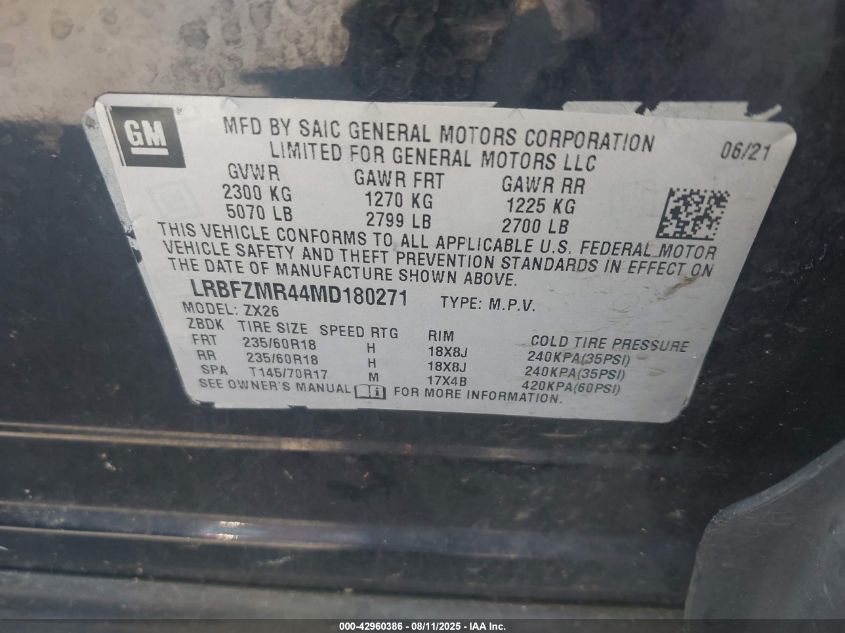 GM
MFD BY SAIC GENERAL MOTORS CORPORATION
LIMITED FOR GENERAL MOTORS LLC
06/21
GVWR GAWR FRT GAWR RR
2300 KG 1270 KG 1225 KG
5070 LB 2799 LB 2700 LB
THIS VEHICLE CONFORMS TO ALL APPLICABLE U.S. FEDERAL MOTOR
VEHICLE SAFETY AND THEFT PREVENTION STANDARDS IN EFFECT ON
THE DATE OF MANUFACTURE SHOWN ABOVE.
LRBFZMR44MD180271 TYPE: M.P.V.
MODEL: ZX26
ZBDK TIRE SIZE SPEED RTG RIM COLD TIRE PRESSURE
FRT 235/60R18 H 18X8J 240KPA(35PSI)
RR 235/60R18 H 18X8J 240KPA(35PSI)
SPA T145/70R17 M 17X4B 420KPA(60PSI)
SEE OWNER'S MANUAL FOR MORE INFORMATION.
000-42960386 - 08/11/2025 - IAA Inc.